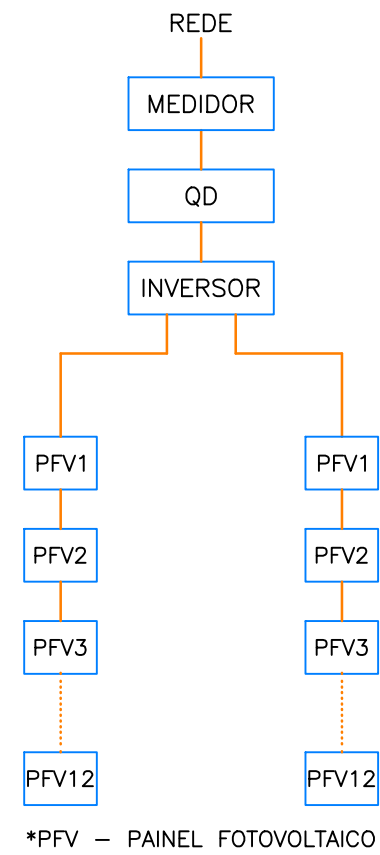 REDE
MEDIDOR
QD
INVERSOR
PFV1 PFV1
PFV2 PFV2
PFV3 PFV3
PFV12 PFV12
*PFV – PAINEL FOTOVOLTAICO